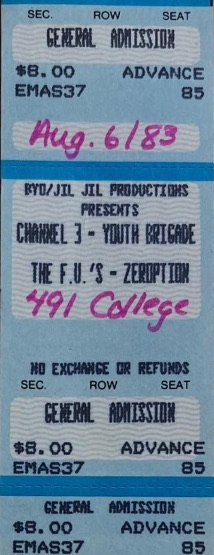 SEC. ROW SEAT
GENERAL ADMISSION
$8.00 ADVANCE
EMAS37 85
Aug. 6/83
BYO/JIL JIL PRODUCTIONS
PRESENTS
CHANNEL 3 - YOUTH BRIGADE
THE F.U.'S - ZEROPTION
491 College
NO EXCHANGE OR REFUNDS
SEC. ROW SEAT
GENERAL ADMISSION
$8.00 ADVANCE
EMAS37 85
GENERAL ADMISSION
$8.00 ADVANCE
EMAS37 85